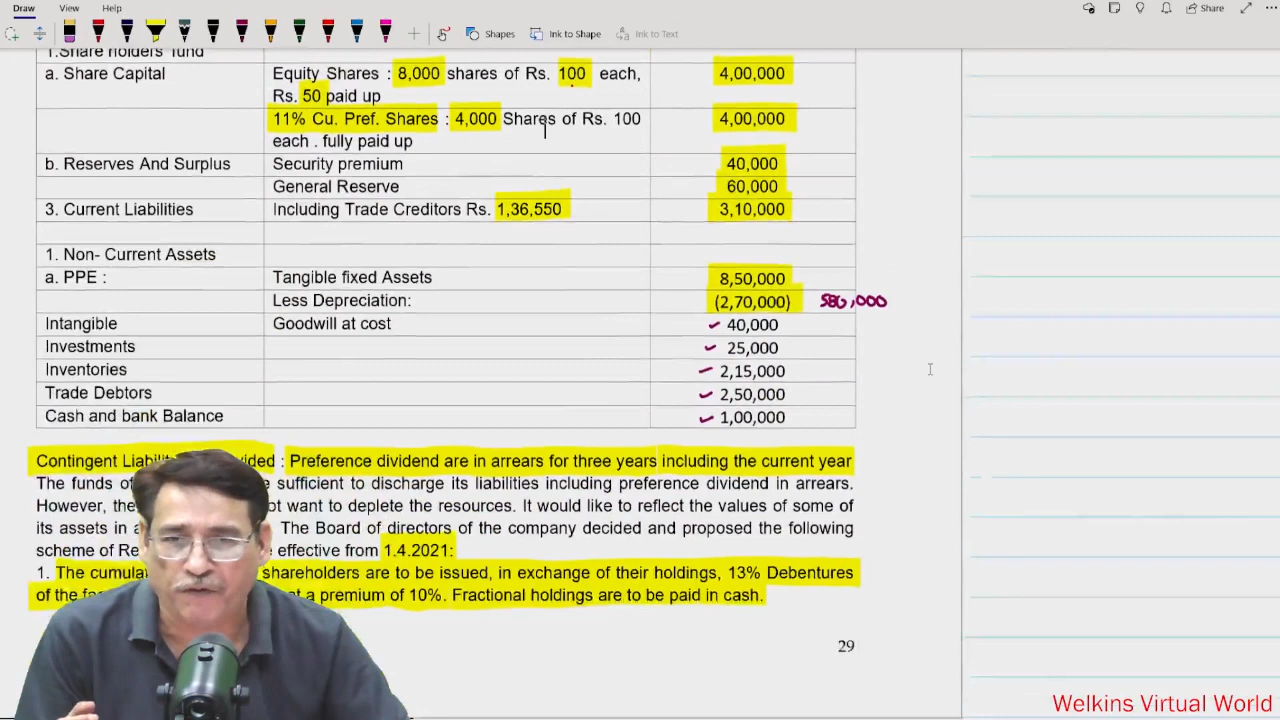 Draw View Help
Share
Shapes Ink to Shape Ink to Text
1.Share holders' fund
a. Share Capital Equity Shares : 8,000 shares of Rs. 100 each, 4,00,000
Rs. 50 paid up
11% Cu. Pref. Shares : 4,000 Shares of Rs. 100 4,00,000
each . fully paid up
b. Reserves And Surplus Security premium 40,000
General Reserve 60,000
3. Current Liabilities Including Trade Creditors Rs. 1,36,550 3,10,000
1. Non- Current Assets
a. PPE : Tangible fixed Assets 8,50,000
Less Depreciation: (2,70,000) 580,000
Intangible Goodwill at cost 40,000
Investments 25,000
Inventories 2,15,000
Trade Debtors 2,50,000
Cash and bank Balance 1,00,000
Contingent : Preference dividend are in arrears for three years including the current year
The funds of sufficient to discharge its liabilities including preference dividend in arrears.
However, the want to deplete the resources. It would like to reflect the values of some of
its assets in The Board of directors of the company decided and proposed the following
scheme of effective from 1.4.2021:
1. The shareholders are to be issued, in exchange of their holdings, 13% Debentures
of the a premium of 10%. Fractional holdings are to be paid in cash.
29
Welkins Virtual World